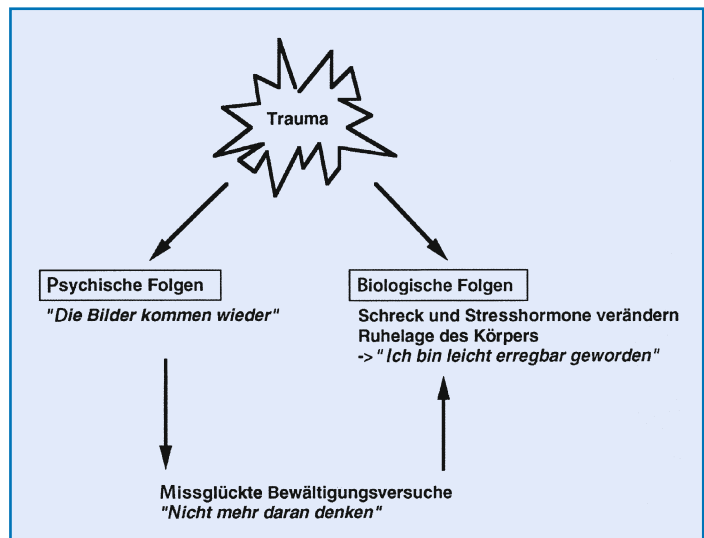 Trauma
Psychische Folgen
"Die Bilder kommen wieder"
Biologische Folgen
Schreck und Stresshormone verändern
Ruhelage des Körpers
-> "Ich bin leicht erregbar geworden"
Missglückte Bewältigungsversuche
"Nicht mehr daran denken"